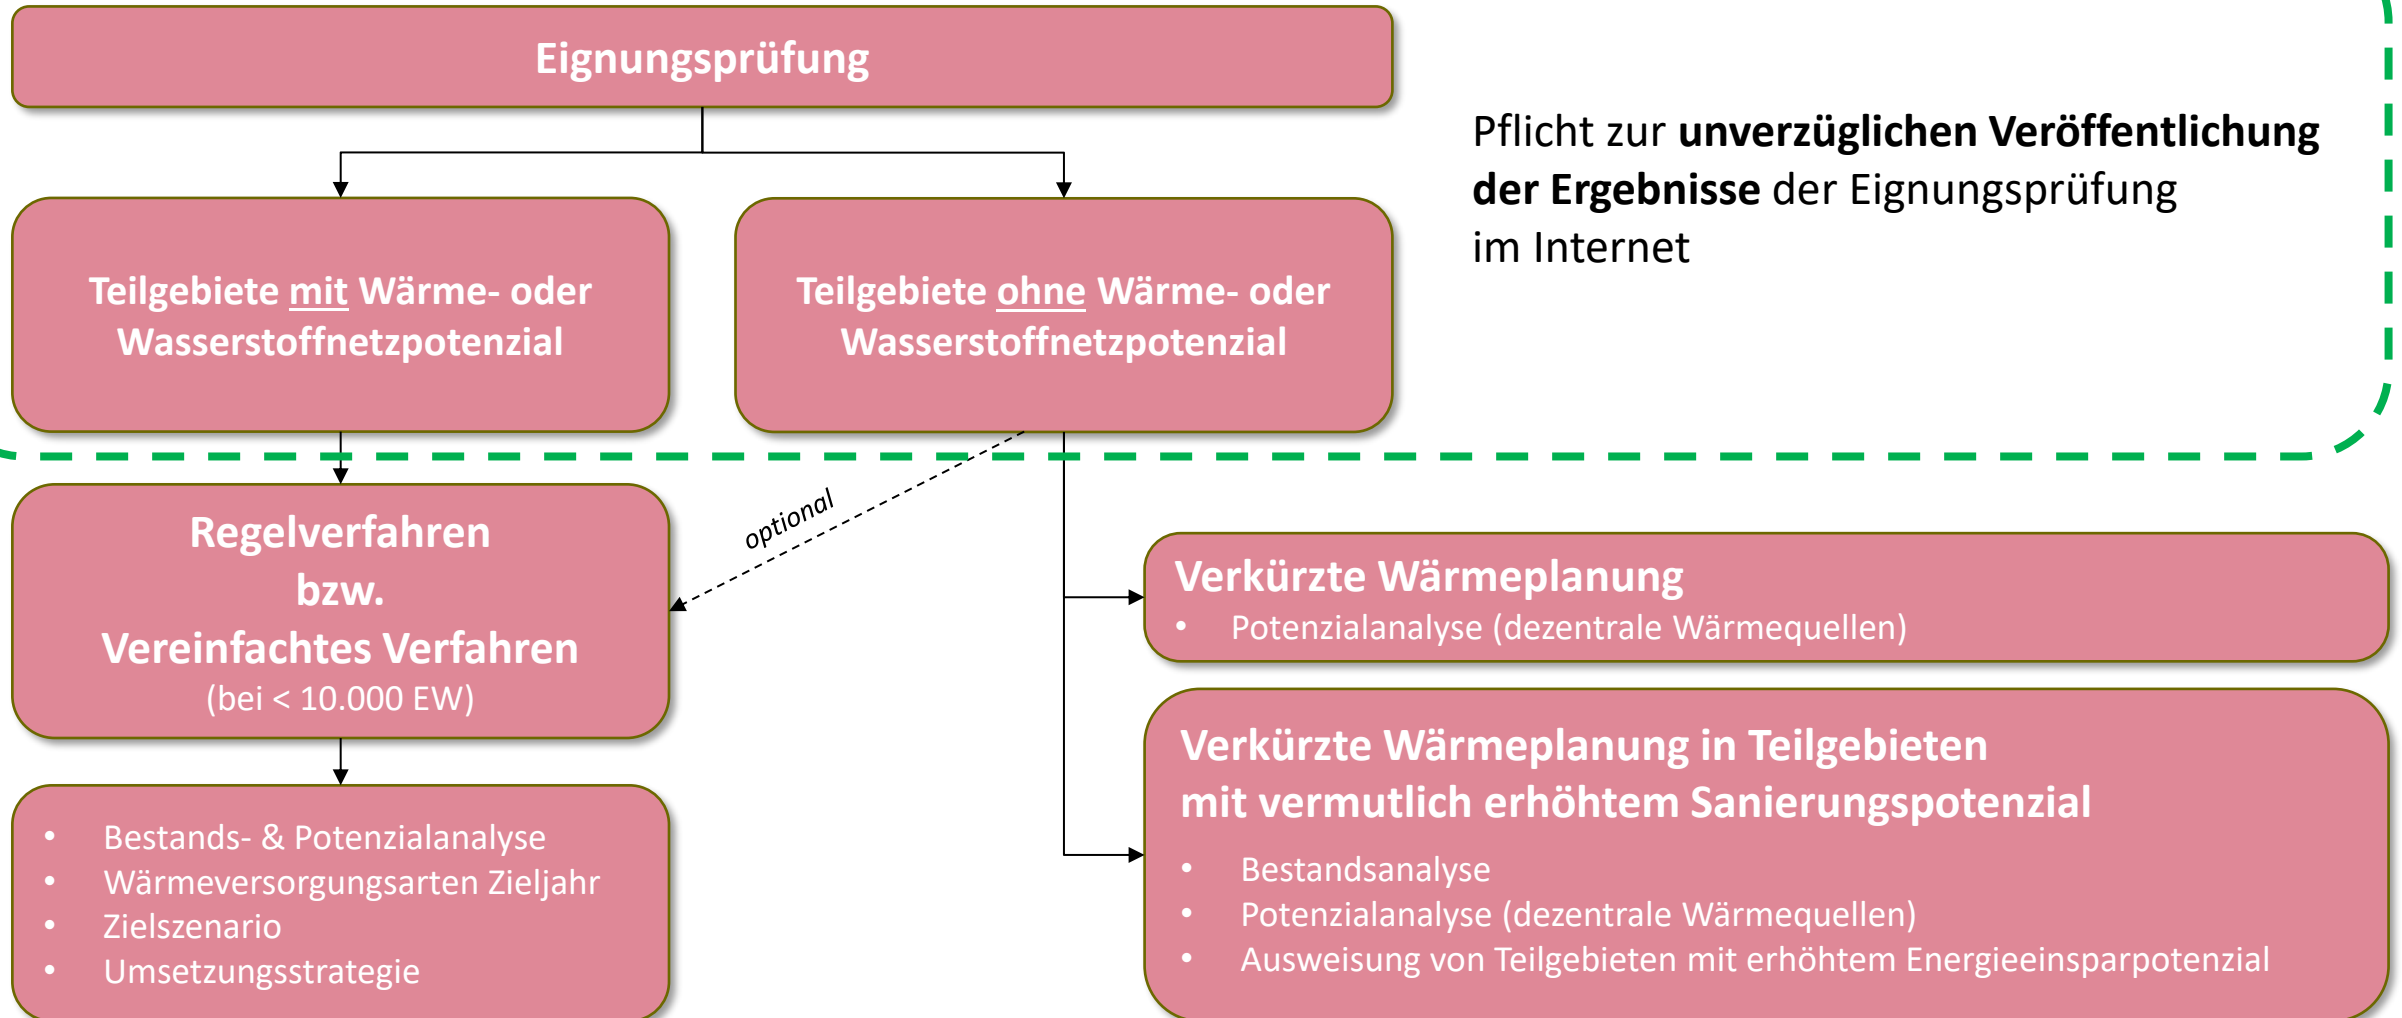 Eignungsprüfung
Pflicht zur unverzüglichen Veröffentlichung
der Ergebnisse der Eignungsprüfung
im Internet
Teilgebiete mit Wärme- oder
Wasserstoffnetzpotenzial
Teilgebiete ohne Wärme- oder
Wasserstoffnetzpotenzial
optional
Regelverfahren
bzw.
Vereinfachtes Verfahren
(bei < 10.000 EW)
Verkürzte Wärmeplanung
• Potenzialanalyse (dezentrale Wärmequellen)
• Bestands- & Potenzialanalyse
• Wärmeversorgungsarten Zieljahr
• Zielszenario
• Umsetzungsstrategie
Verkürzte Wärmeplanung in Teilgebieten
mit vermutlich erhöhtem Sanierungspotenzial
• Bestandsanalyse
• Potenzialanalyse (dezentrale Wärmequellen)
• Ausweisung von Teilgebieten mit erhöhtem Energieeinsparpotenzial